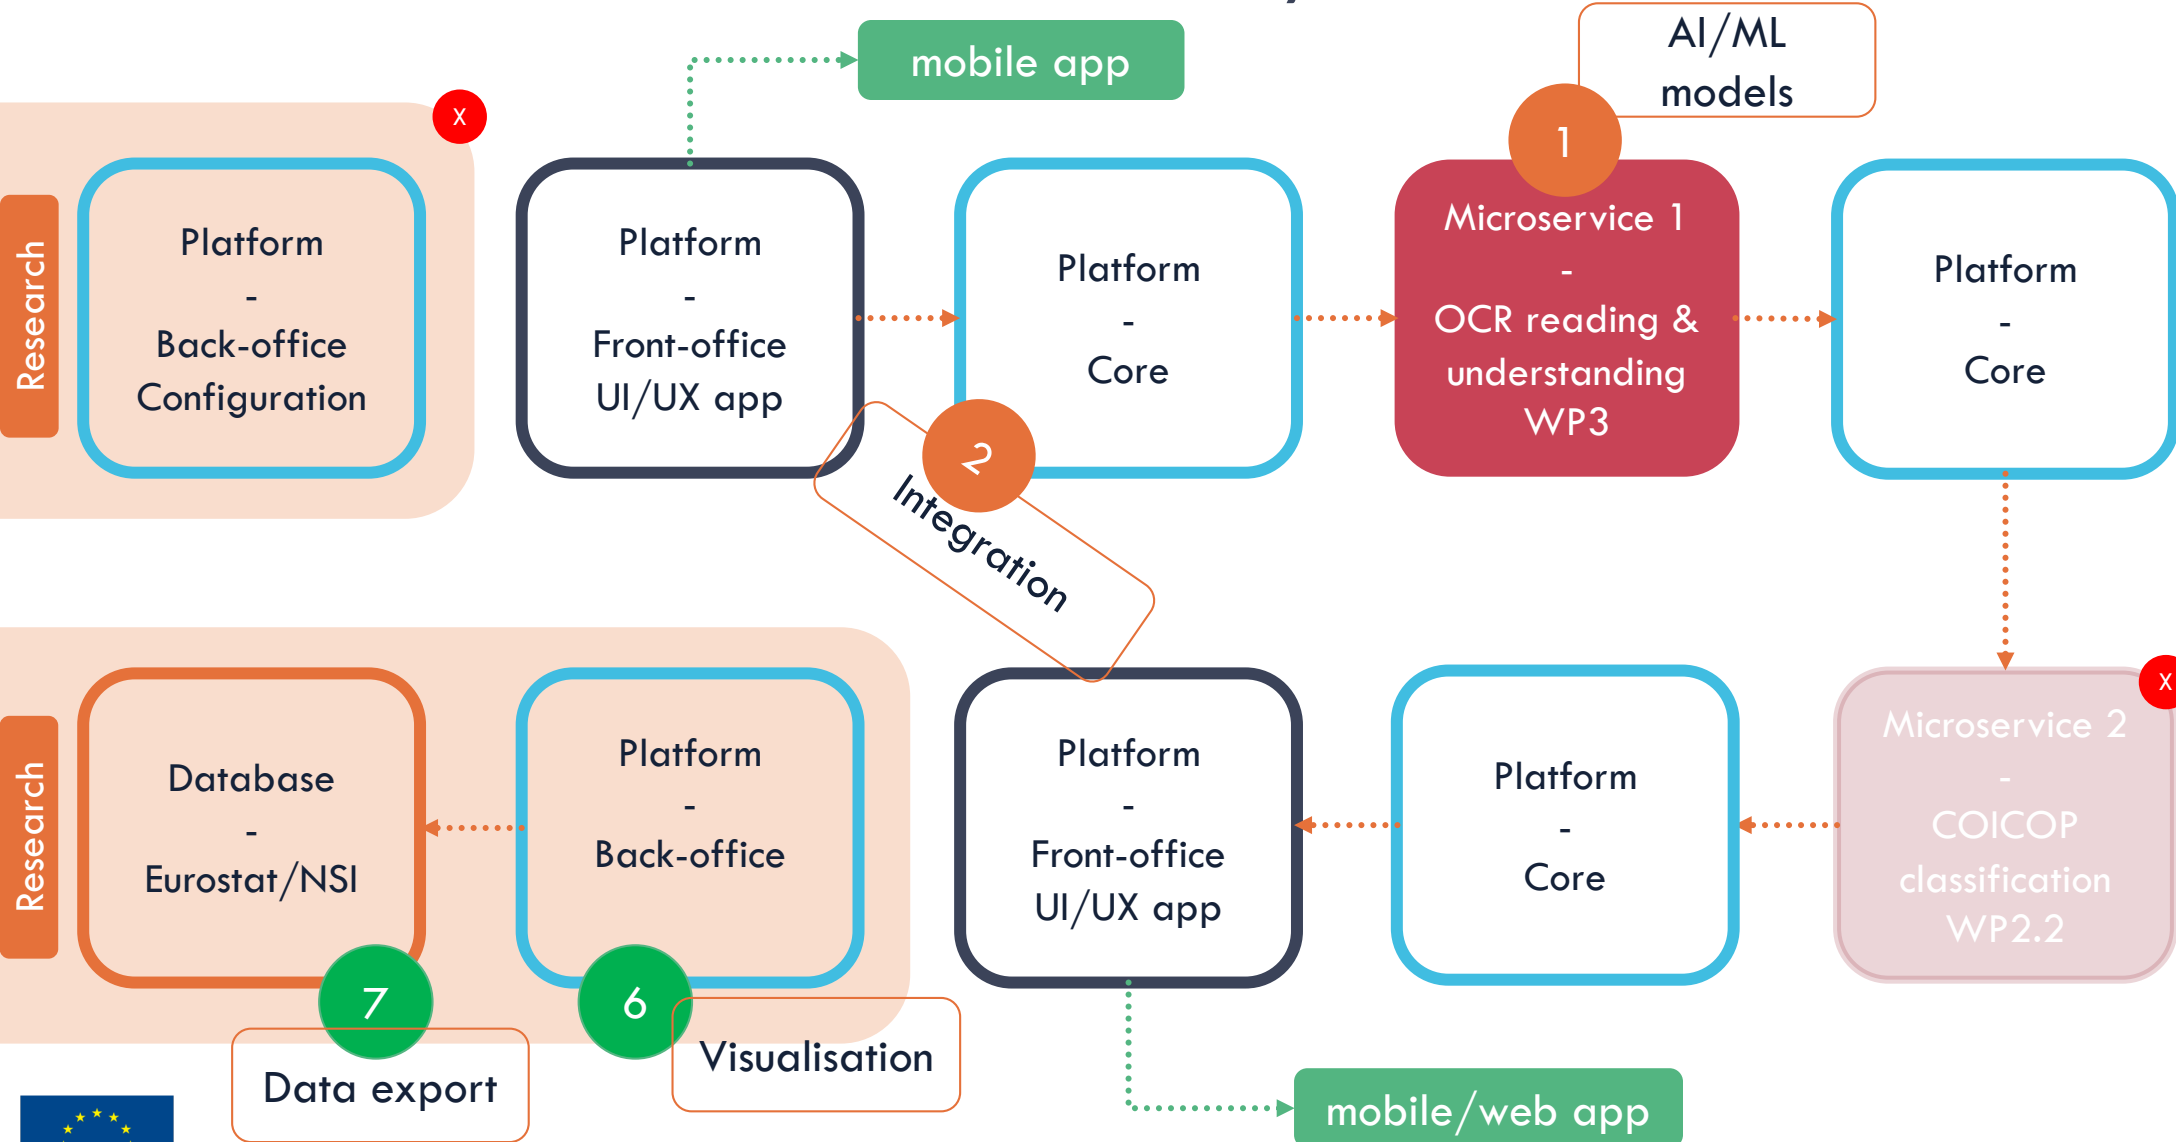 mobile app
AI/ML
models
X
1
Research
Platform
-
Back-office
Configuration
Platform
-
Front-office
UI/UX app
Platform
-
Core
Microservice 1
-
OCR reading &
understanding
WP3
Platform
-
Core
2
Integration
X
Research
Database
-
Eurostat/NSI
Platform
-
Back-office
Platform
-
Front-office
UI/UX app
Platform
-
Core
Microservice 2
-
COICOP
classification
WP2.2
7
6
Data export
Visualisation
mobile/web app